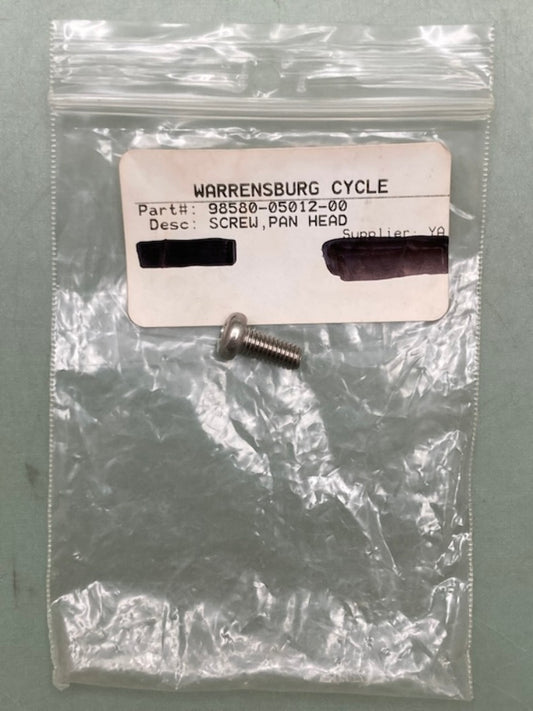 WARRENSBURG CYCLE
Part#: 98580-05012-00
Desc: SCREW,PAN HEAD
Supplier: YA